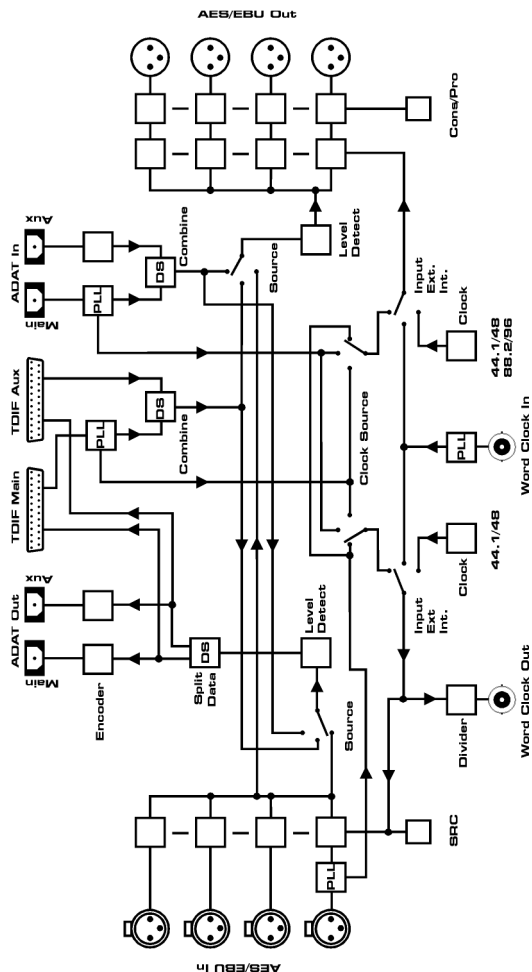 AES/EBU Out
Cons/Pro
Aux
ADAT In
Main
PLL
DS
Combine
Source
Level
Detect
Input
Ext.
Int.
Clock
44.1/48
88.2/96
TDIF Aux
TDIF Main
PLL
DS
Combine
Clock Source
PLL
Word Clock In
Aux
ADAT Out
Main
Encoder
DS
Split
Data
Level
Detect
Source
Input
Ext
Int.
Clock
44.1/48
Divider
Word Clock Out
SRC
PLL
AES/EBU In